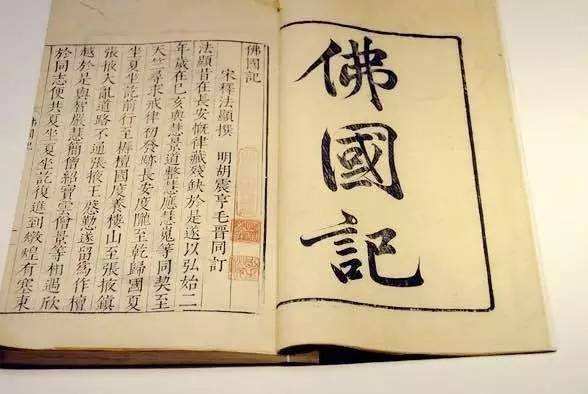 佛國記
佛國記
宋釋法顯撰 明胡震亨毛晉同訂
法顯昔在長安慨律藏殘缺於是遂以弘始二
年歲在己亥與慧景道整慧應慧嵬等同契至
天竺尋求戒律初發跡長安度隴至乾歸國夏
坐夏坐訖前行至耨檀國度養樓山至張掖鎮
張掖大亂道路不通張掖王慇懃遂留爲作檀
越於是與智嚴慧簡僧紹寶雲僧景等相遇欣
於同志便共夏坐夏坐訖復進到燉煌有塞東
佛國記